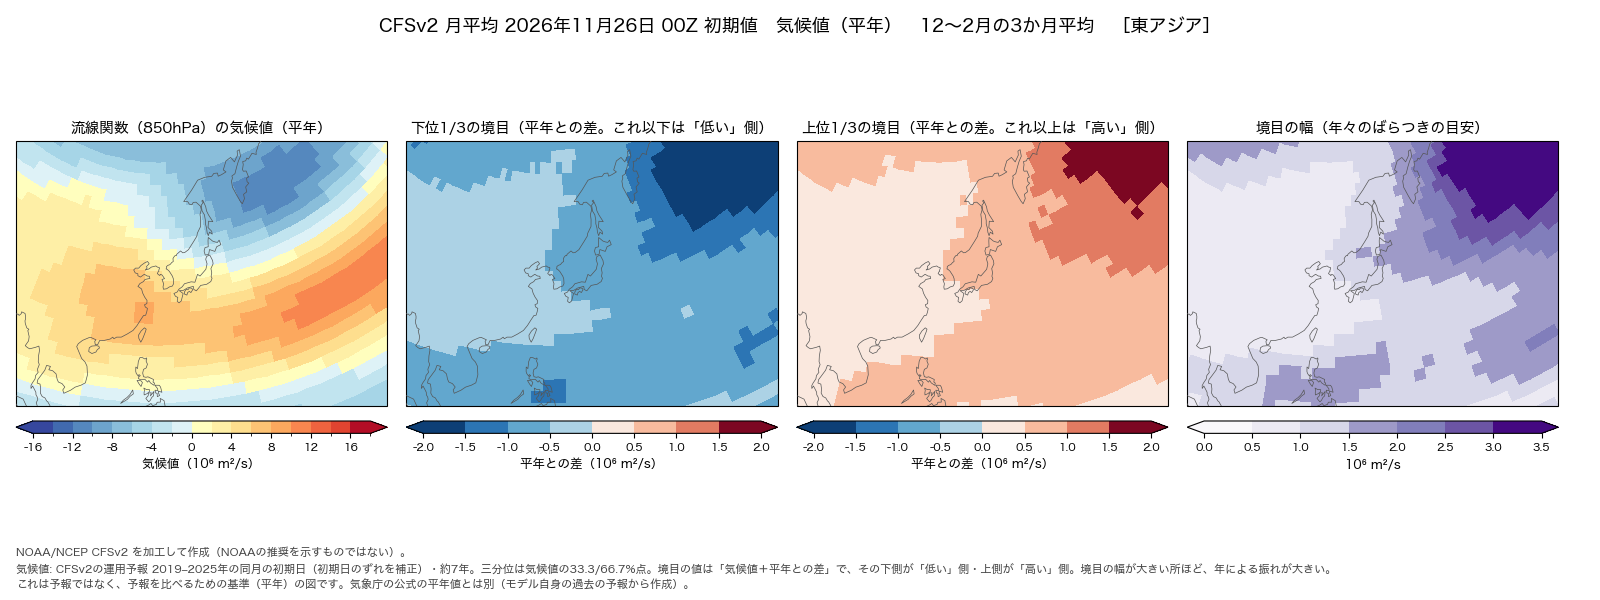 CFSv2 月平均 2026年11月26日 00Z 初期値　気候値（平年）　12～2月の3か月平均　［東アジア］
流線関数（850hPa）の気候値（平年）
下位1/3の境目（平年との差。これ以下は「低い」側）
上位1/3の境目（平年との差。これ以上は「高い」側）
境目の幅（年々のばらつきの目安）
-16 -12 -8 -4 0 4 8 12 16
気候値（10⁶ m²/s）
-2.0 -1.5 -1.0 -0.5 0.0 0.5 1.0 1.5 2.0
平年との差（10⁶ m²/s）
-2.0 -1.5 -1.0 -0.5 0.0 0.5 1.0 1.5 2.0
平年との差（10⁶ m²/s）
0.0 0.5 1.0 1.5 2.0 2.5 3.0 3.5
10⁶ m²/s
NOAA/NCEP CFSv2 を加工して作成（NOAAの推奨を示すものではない）。
気候値: CFSv2の運用予報 2019–2025年の同月の初期日（初期日のずれを補正）・約7年。三分位は気候値の33.3/66.7%点。境目の値は「気候値＋平年との差」で、その下側が「低い」側・上側が「高い」側。境目の幅が大きい所ほど、年による振れが大きい。
これは予報ではなく、予報を比べるための基準（平年）の図です。気象庁の公式の平年値とは別（モデル自身の過去の予報から作成）。